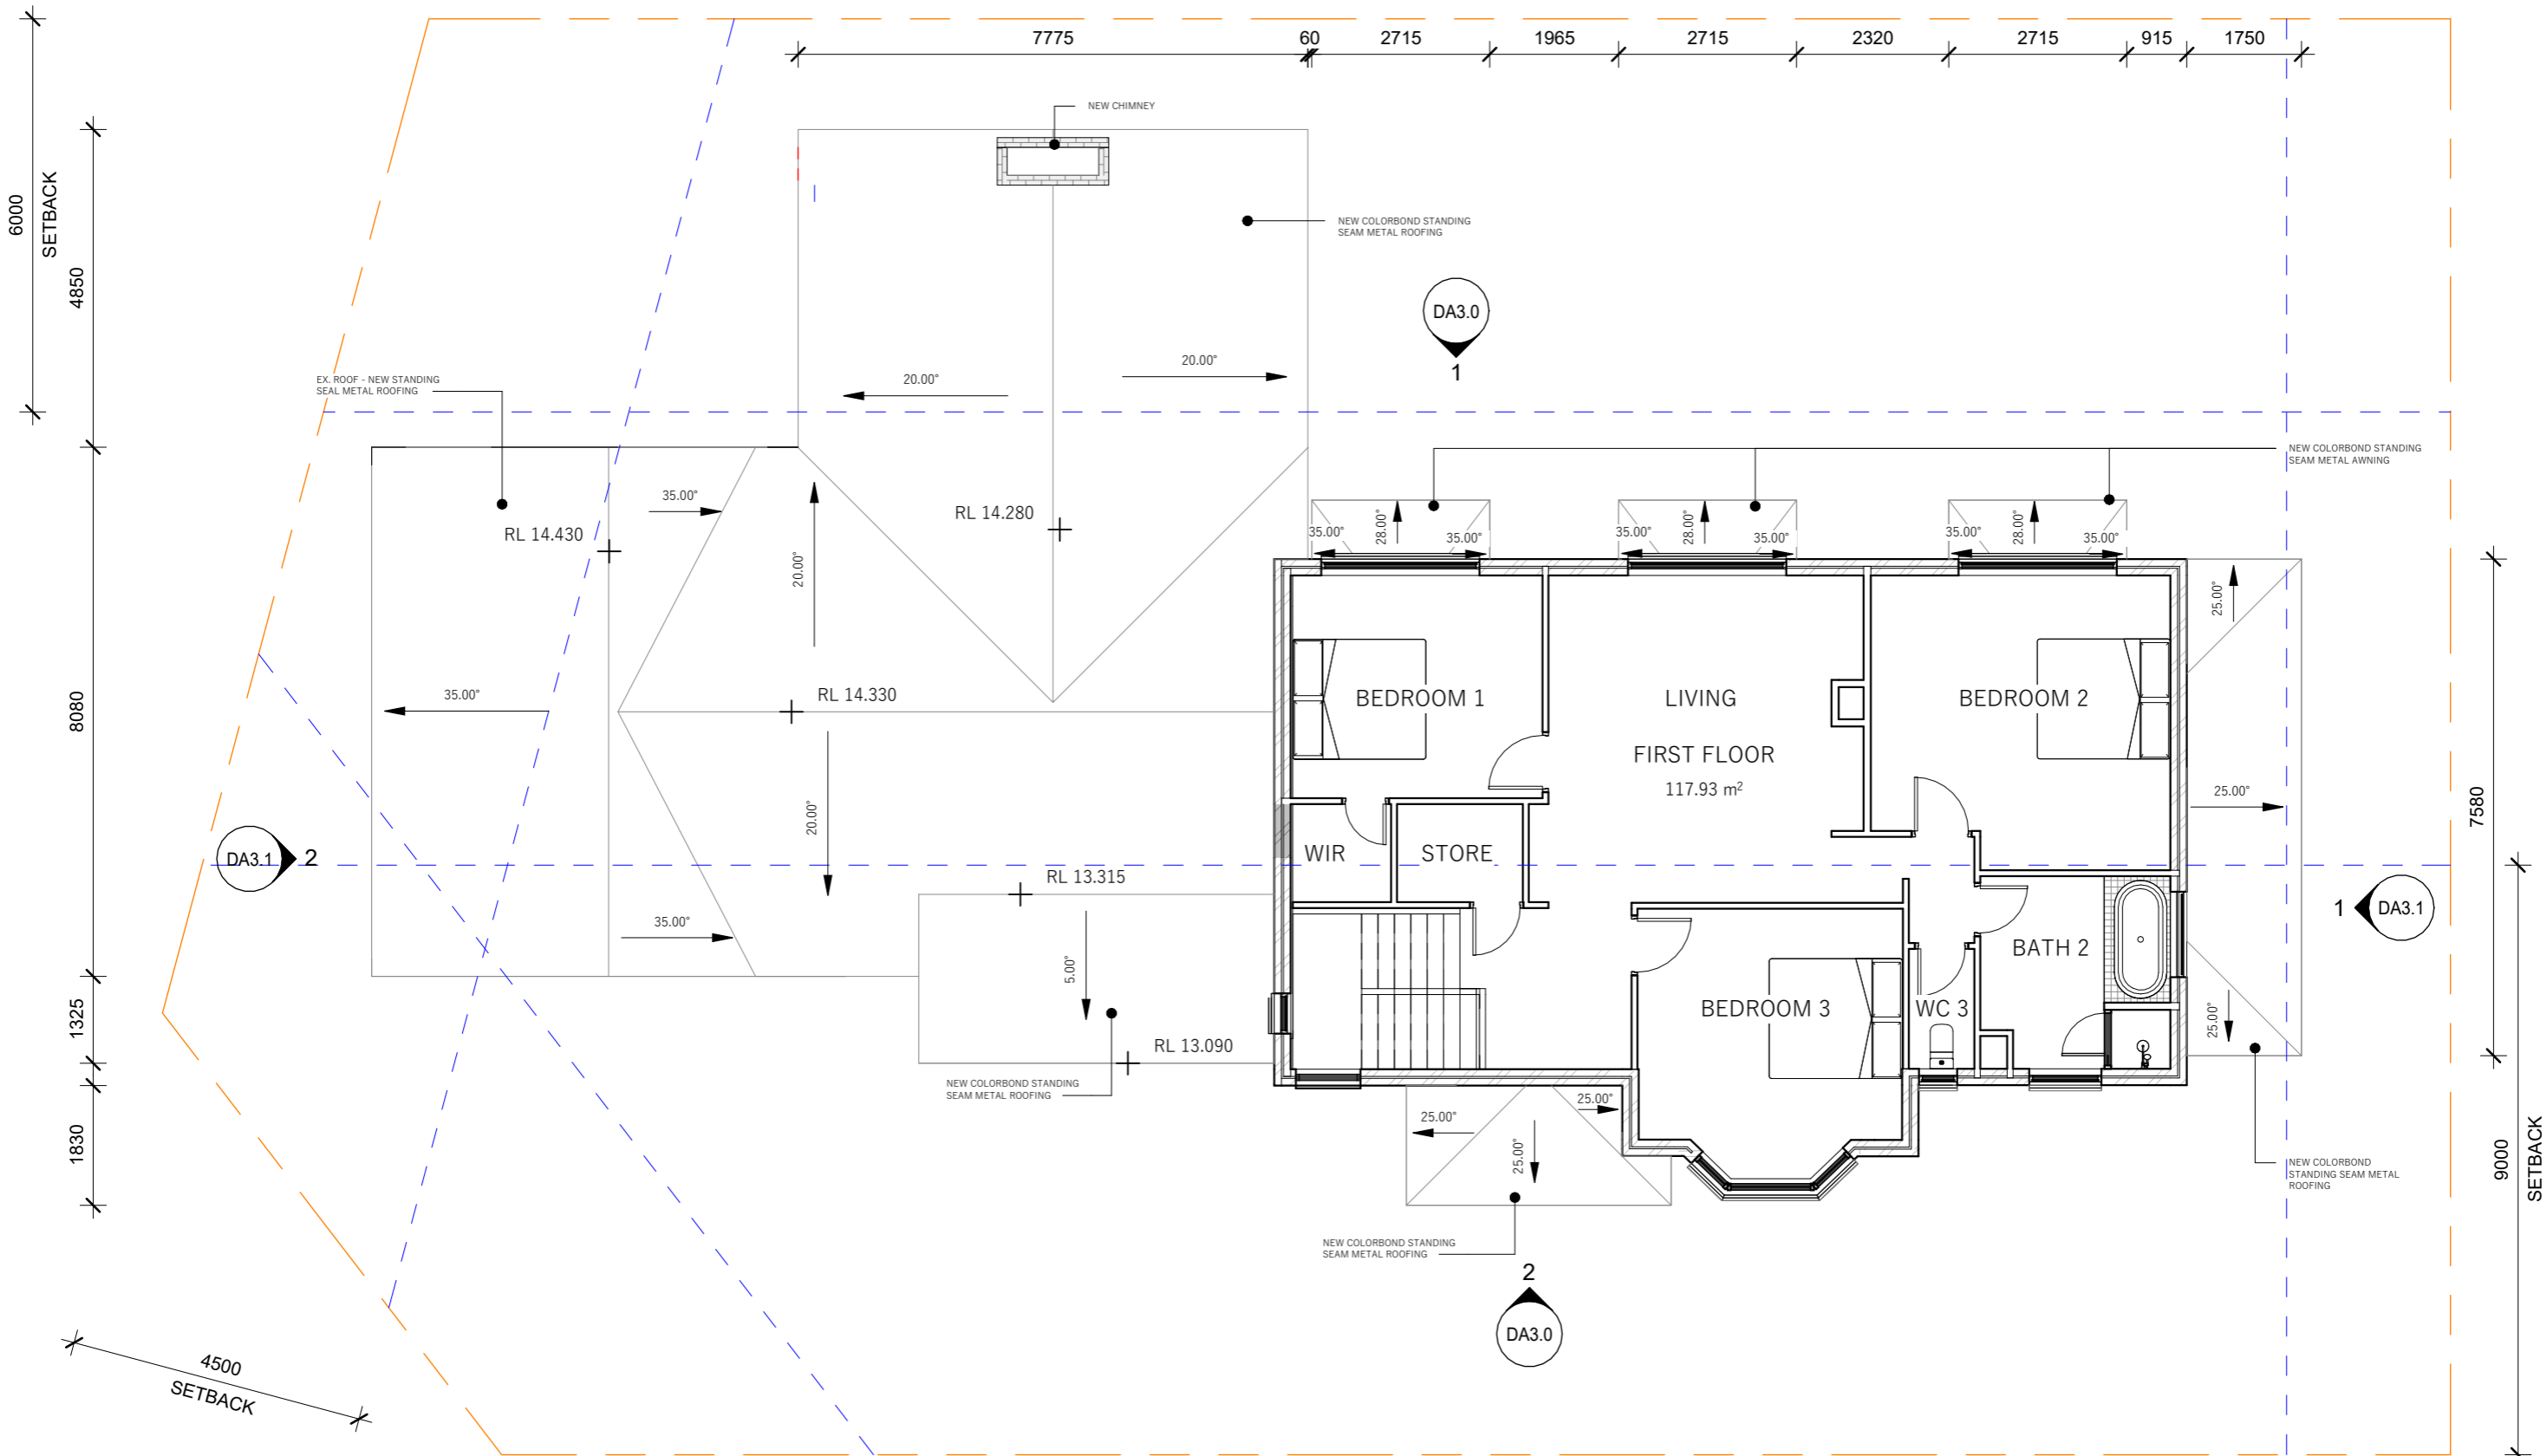 7775
60
2715
1965
2715
2320
2715
915
1750
6000
SETBACK
4850
8080
1325
1830
NEW CHIMNEY
NEW COLORBOND STANDING
SEAM METAL ROOFING
DA3.0
1
20.00°
20.00°
EX. ROOF - NEW STANDING
SEAL METAL ROOFING
NEW COLORBOND STANDING
SEAM METAL AWNING
35.00°
RL 14.430
RL 14.280
20.00°
35.00°
28.00°
35.00°
35.00°
28.00°
35.00°
35.00°
28.00°
35.00°
25.00°
35.00°
RL 14.330
BEDROOM 1
LIVING
BEDROOM 2
FIRST FLOOR
117.93 m²
25.00°
7580
20.00°
DA3.1
2
WIR
STORE
RL 13.315
35.00°
5.00°
1
DA3.1
BATH 2
BEDROOM 3
WC 3
25.00°
RL 13.090
NEW COLORBOND STANDING
SEAM METAL ROOFING
25.00°
25.00°
25.00°
9000
SETBACK
NEW COLORBOND
STANDING SEAM METAL
ROOFING
NEW COLORBOND STANDING
SEAM METAL ROOFING
2
DA3.0
4500
SETBACK